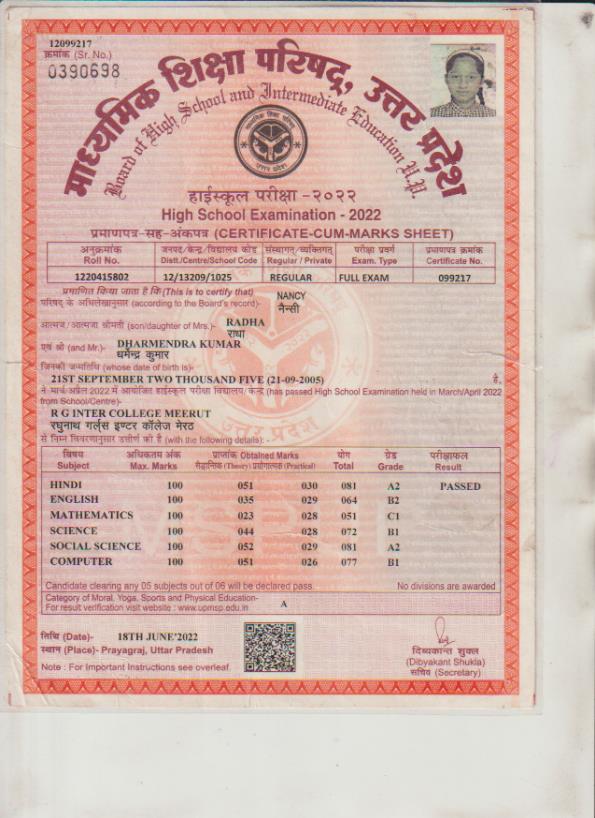 12099217
क्रमांक (Sr. No.)
0390698
माध्यमिक शिक्षा परिषद्, उत्तर प्रदेश
Board of High School and Intermediate Education U.P.
हाईस्कूल परीक्षा -२०२२
High School Examination - 2022
प्रमाणपत्र-सह-अंकपत्र (CERTIFICATE-CUM-MARKS SHEET)
अनुक्रमांक जनपद/केन्द्र/विद्यालय कोड संस्थागत/व्यक्तिगत परीक्षा प्रवर्ग प्रमाणपत्र क्रमांक
Roll No. Distt./Centre/School Code Regular / Private Exam. Type Certificate No.
1220415802 12/13209/1025 REGULAR FULL EXAM 099217
प्रमाणित किया जाता है कि (This is to certify that) NANCY
परिषद् के अभिलेखानुसार (according to the Board's record)- नैन्सी
आत्मज/आत्मजा श्रीमती (son/daughter of Mrs.)- RADHA
राधा
एवं श्री (and Mr.)- DHARMENDRA KUMAR
धर्मेन्द्र कुमार
जिनकी जन्मतिथि (whose date of birth is)-
21ST SEPTEMBER TWO THOUSAND FIVE (21-09-2005) है,
ने मार्च/अप्रैल 2022 में आयोजित हाईस्कूल परीक्षा विद्यालय/केन्द्र (has passed High School Examination held in March/April 2022
from School/Centre)-
R G INTER COLLEGE MEERUT
रघुनाथ गर्ल्स इण्टर कॉलेज मेरठ
से निम्न विवरणानुसार उत्तीर्ण की है (with the following details): -
विषय अधिकतम अंक प्राप्तांक Obtained Marks योग ग्रेड परीक्षाफल
Subject Max. Marks सैद्धान्तिक (Theory) प्रयोगात्मक (Practical) Total Grade Result
HINDI 100 051 030 081 A2 PASSED
ENGLISH 100 035 029 064 B2
MATHEMATICS 100 023 028 051 C1
SCIENCE 100 044 028 072 B1
SOCIAL SCIENCE 100 052 029 081 A2
COMPUTER 100 051 026 077 B1
Candidate clearing any 05 subjects out of 06 will be declared pass. No divisions are awarded
Category of Moral, Yoga, Sports and Physical Education- A
For result verification visit website : www.upmsp.edu.in
तिथि (Date)- 18TH JUNE'2022
स्थान (Place)- Prayagraj, Uttar Pradesh
Note : For Important Instructions see overleaf.
दिब्यकान्त शुक्ल
(Dibyakant Shukla)
सचिव (Secretary)